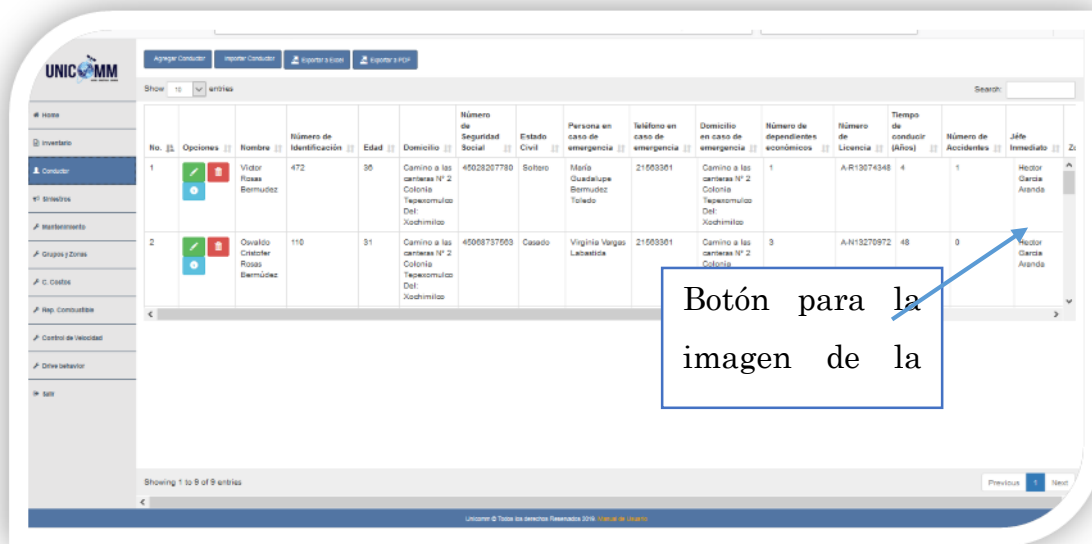 UNICOMM
Agregar Conductor
Importar Conductor
Exportar a Excel
Exportar a PDF
Show 10 entries
Search:
Home
Inventario
Conductor
Siniestros
Mantenimiento
Grupos y Zonas
C. Costos
Rep. Combustible
Control de Velocidad
Drive behavior
Salir
No.
Opciones
Nombre
Número de
Identificación
Edad
Domicilio
Número
de
Seguridad
Social
Estado
Civil
Persona en
caso de
emergencia
Teléfono en
caso de
emergencia
Domicilio
en caso de
emergencia
Número de
dependientes
económicos
Número
de
Licencia
Tiempo
de
conducir
(Años)
Número de
Accidentes
Jéfe
Inmediato
Zo
1
Victor
Rosas
Bermudez
472
36
Camino a las
canteras N° 2
Colonia
Tepexomulco
Del:
Xochimilco
45028207780
Soltero
María
Guadalupe
Bermudez
Toledo
21563361
Camino a las
canteras N° 2
Colonia
Tepexomulco
Del:
Xochimilco
1
A-R13074348
4
1
Hector
Garcia
Aranda
2
Osvaldo
Cristofer
Rosas
Bermúdez
110
31
Camino a las
canteras N° 2
Colonia
Tepexomulco
Del:
Xochimilco
45068737563
Casado
Virginia Vargas
Labastida
21563361
Camino a las
canteras N° 2
Colonia
3
A-N13270972
48
0
Hector
Garcia
Aranda
Botón para la
imagen de la
Showing 1 to 9 of 9 entries
Previous 1 Next
Unicomm © Todos los derechos Reservados 2019. Manual de Usuario